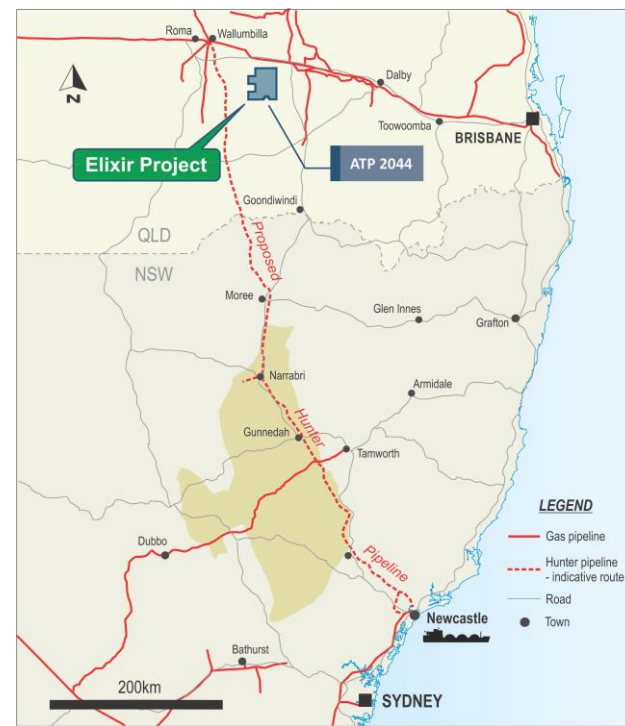 Roma
Wallumbilla
Dalby
N
Toowoomba
BRISBANE
Elixir Project
ATP 2044
Goondiwindi
QLD
NSW
Proposed
Moree
Glen Innes
Grafton
Narrabri
Armidale
Hunter
Gunnedah
Tamworth
LEGEND
Gas pipeline
Hunter pipeline
- indicative route
Road
Town
Dubbo
Pipeline
Newcastle
Bathurst
200km
SYDNEY